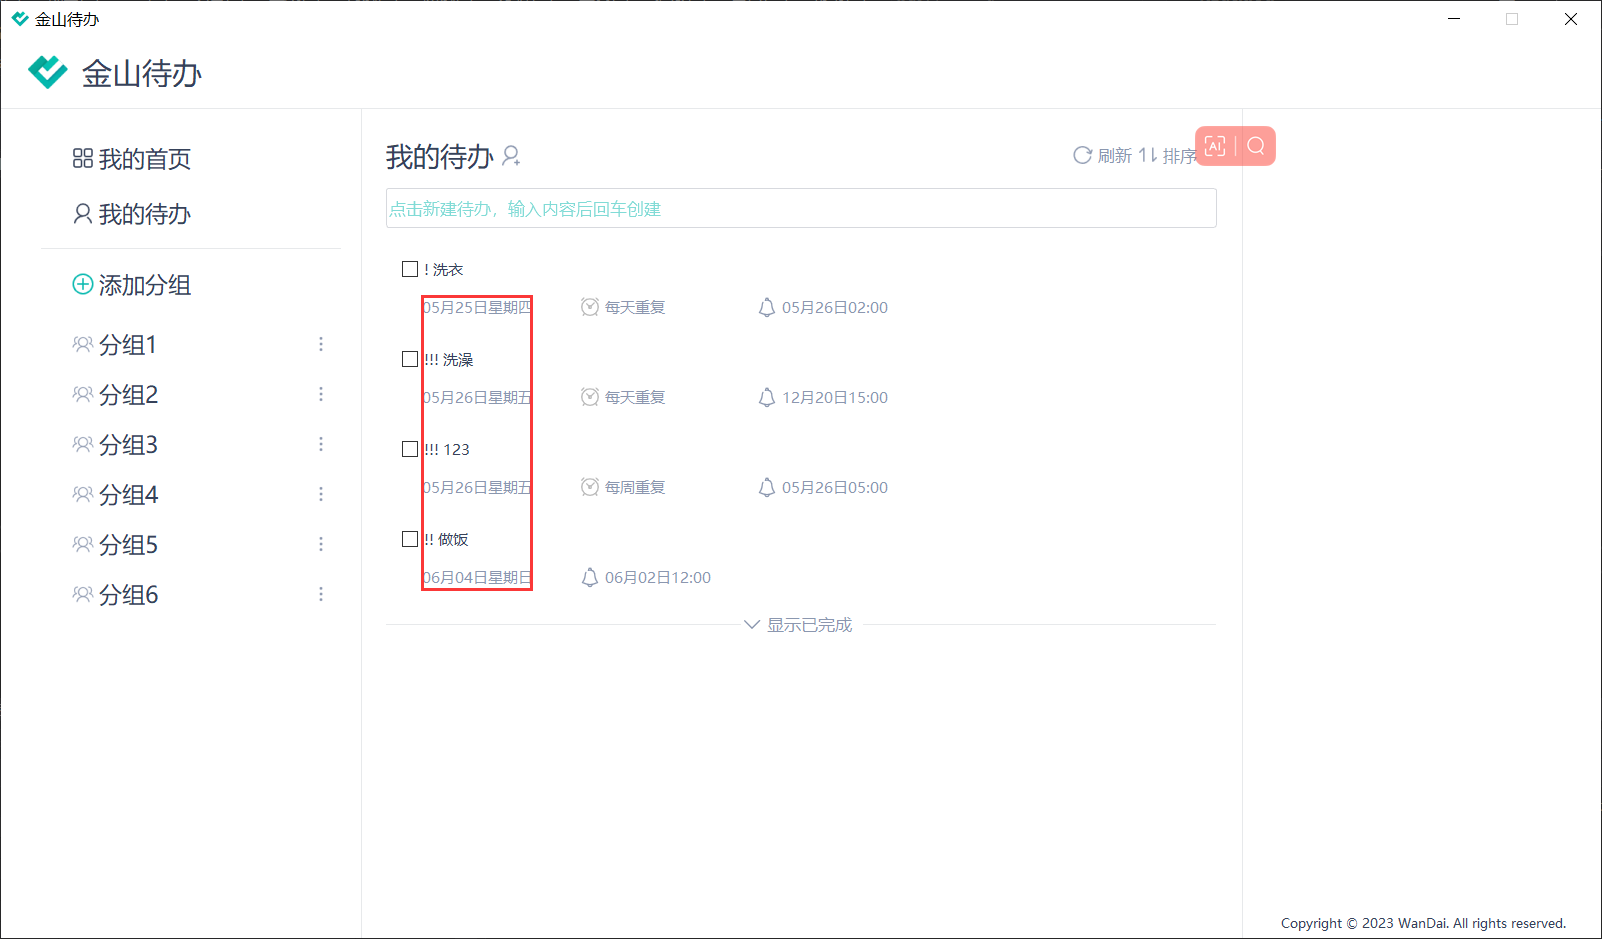 金山待办
金山待办
我的首页
我的待办
添加分组
分组1
分组2
分组3
分组4
分组5
分组6
我的待办
刷新 排序
AI
点击新建待办，输入内容后回车创建
! 洗衣
05月25日星期四 每天重复 05月26日02:00
!!! 洗澡
05月26日星期五 每天重复 12月20日15:00
!!! 123
05月26日星期五 每周重复 05月26日05:00
!! 做饭
06月04日星期日 06月02日12:00
显示已完成
Copyright © 2023 WanDai. All rights reserved.